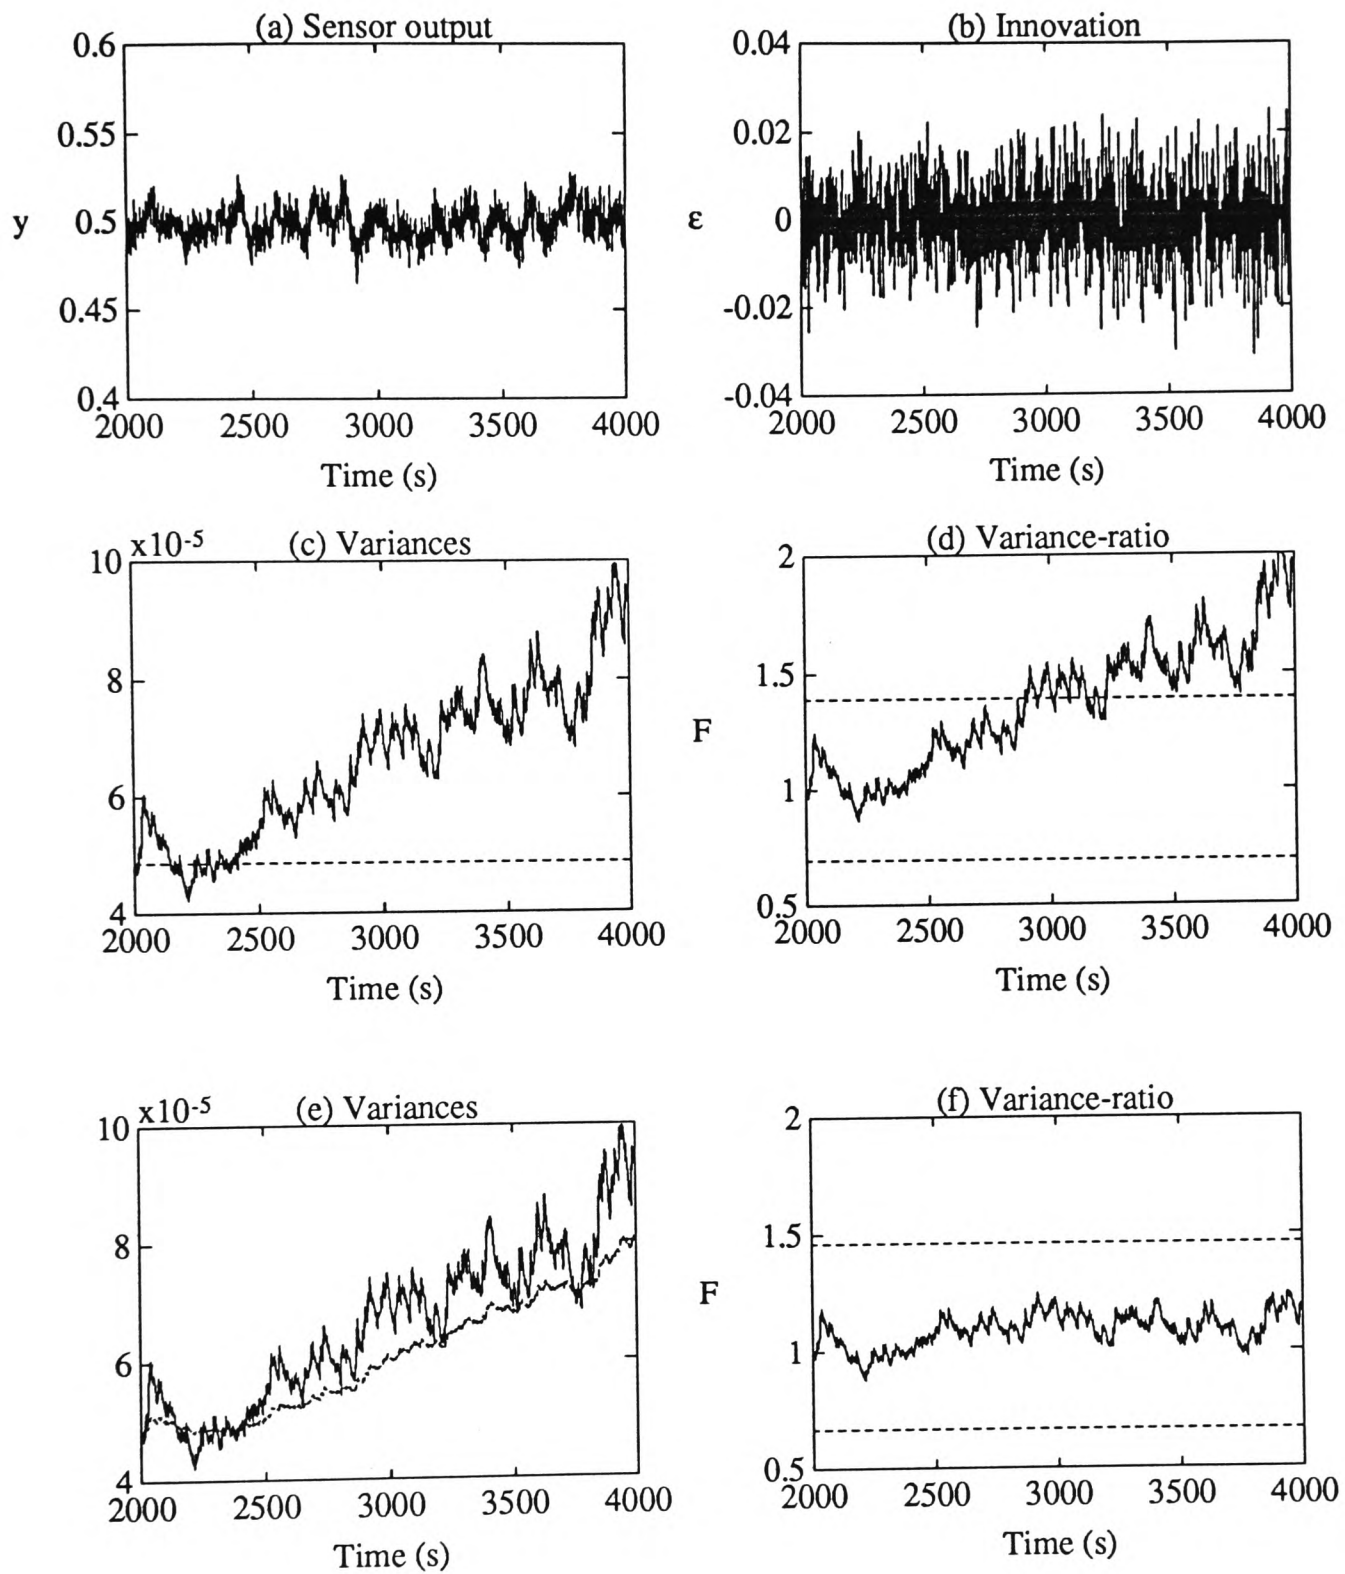 (a) Sensor output
0.6
0.55
0.5
0.45
0.4
y
2000 2500 3000 3500 4000
Time (s)
(b) Innovation
0.04
0.02
0
-0.02
-0.04
ε
2000 2500 3000 3500 4000
Time (s)
x10-5
(c) Variances
10
8
6
4
2000 2500 3000 3500 4000
Time (s)
(d) Variance-ratio
2
1.5
1
0.5
F
2000 2500 3000 3500 4000
Time (s)
x10-5
(e) Variances
10
8
6
4
2000 2500 3000 3500 4000
Time (s)
(f) Variance-ratio
2
1.5
1
0.5
F
2000 2500 3000 3500 4000
Time (s)